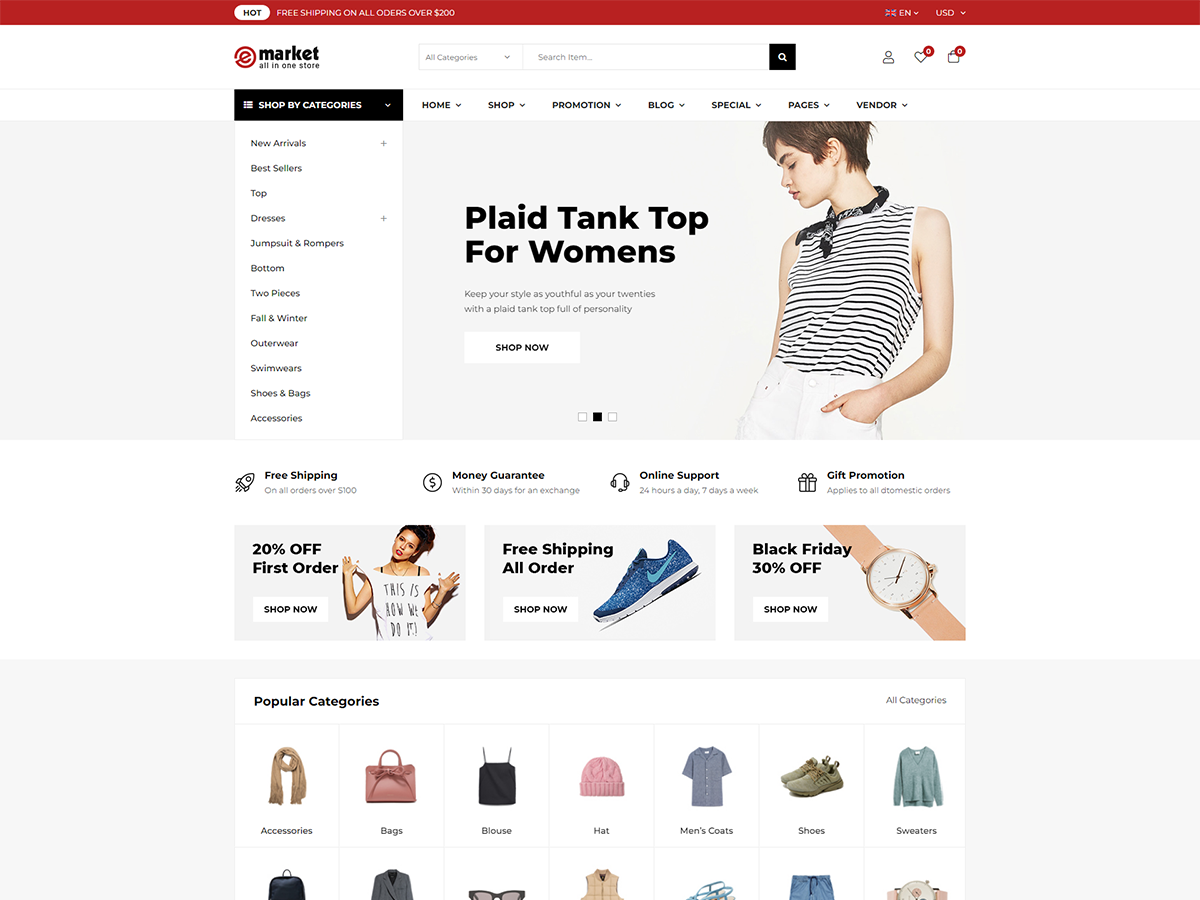 HOT FREE SHIPPING ON ALL ODERS OVER $200 EN USD
market
all in one store
All Categories Search Item... 0 0
SHOP BY CATEGORIES HOME SHOP PROMOTION BLOG SPECIAL PAGES VENDOR
New Arrivals +
Best Sellers
Top
Dresses +
Jumpsuit & Rompers
Bottom
Two Pieces
Fall & Winter
Outerwear
Swimwears
Shoes & Bags
Accessories
Plaid Tank Top
For Womens
Keep your style as youthful as your twenties
with a plaid tank top full of personality
SHOP NOW
Free Shipping
On all orders over $100
Money Guarantee
Within 30 days for an exchange
Online Support
24 hours a day, 7 days a week
Gift Promotion
Applies to all dtomestic orders
20% OFF
First Order
SHOP NOW
THIS IS
HOW WE
DO IT!
Free Shipping
All Order
SHOP NOW
Black Friday
30% OFF
SHOP NOW
Popular Categories All Categories
Accessories Bags Blouse Hat Men's Coats Shoes Sweaters